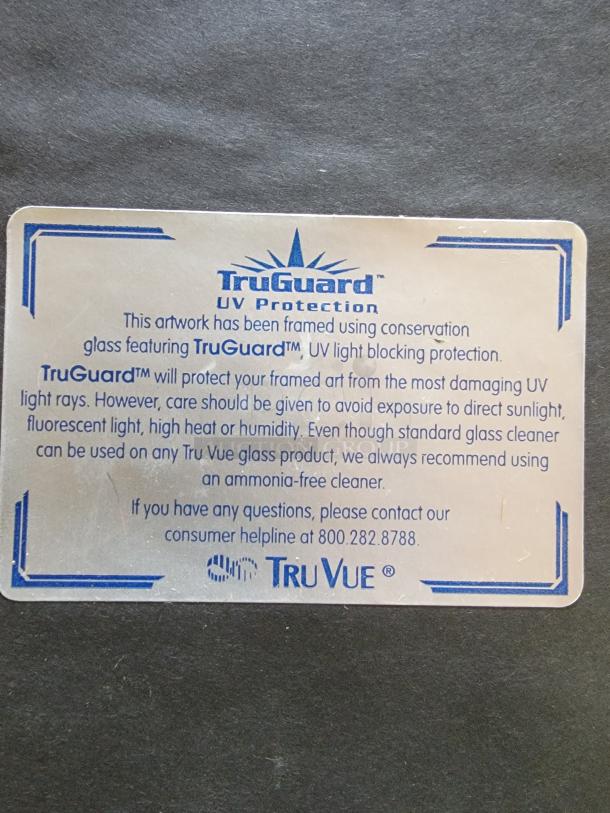 TruGuard™
UV Protection
This artwork has been framed using conservation
glass featuring TruGuard™ UV light blocking protection.
TruGuard™ will protect your framed art from the most damaging UV
light rays. However, care should be given to avoid exposure to direct sunlight,
fluorescent light, high heat or humidity. Even though standard glass cleaner
can be used on any Tru Vue glass product, we always recommend using
an ammonia-free cleaner.
If you have any questions, please contact our
consumer helpline at 800.282.8788.
TRU VUE ®
AUCTION GROUP